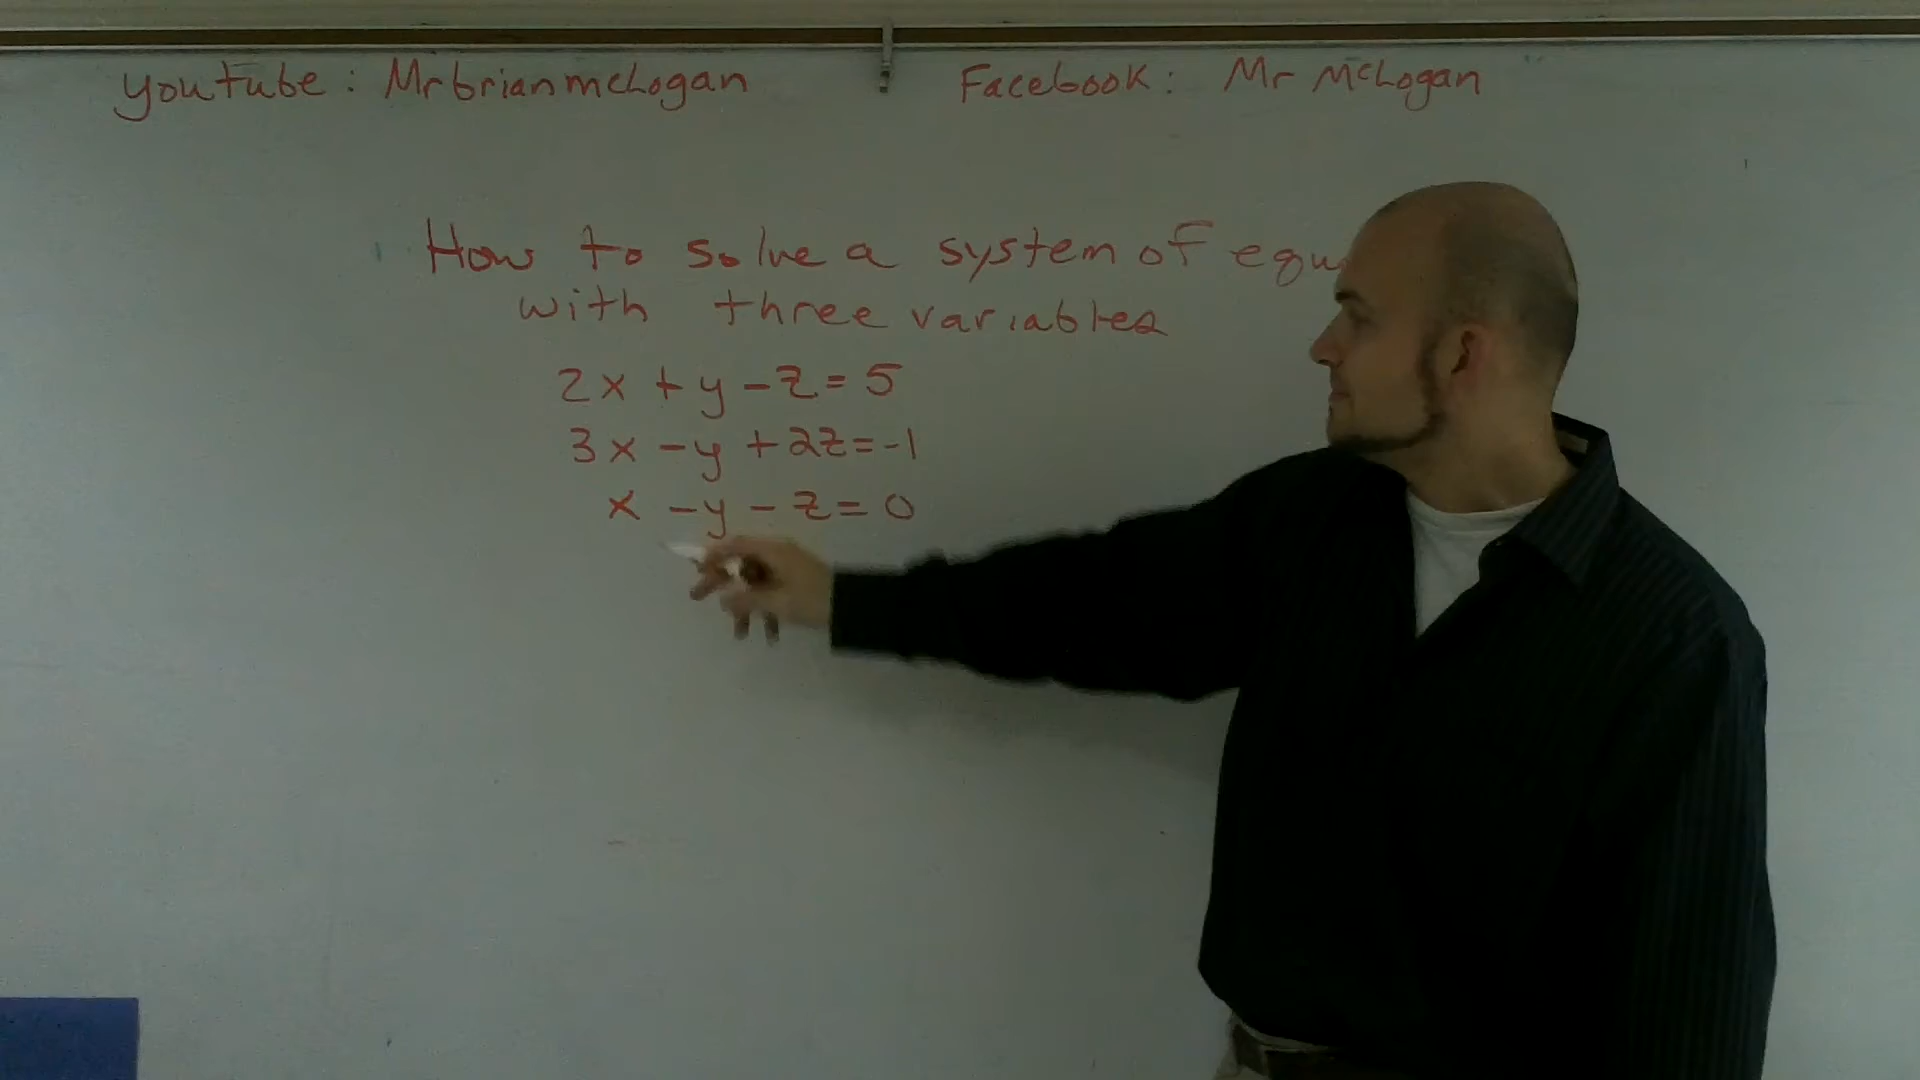 Youtube: Mrbrianmclogan Facebook: Mr McLogan
How to solve a system of equ
with three variables
2x + y - z = 5
3x - y + 2z = -1
x - y - z = 0